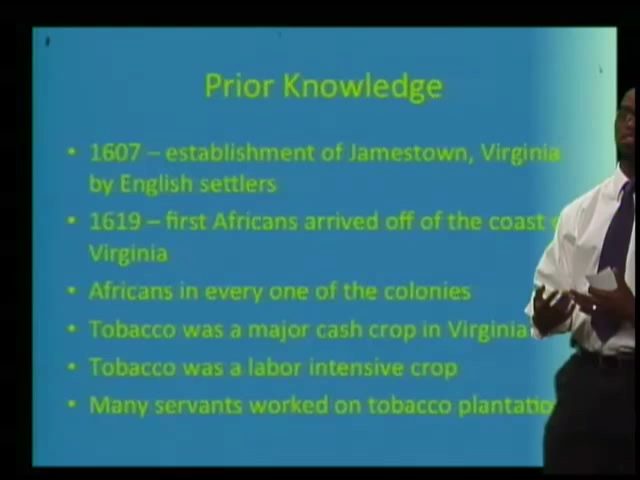 Prior Knowledge
• 1607 – establishment of Jamestown, Virginia
by English settlers
• 1619 – first Africans arrived off of the coast
Virginia
• Africans in every one of the colonies
• Tobacco was a major cash crop in Virginia
• Tobacco was a labor intensive crop
• Many servants worked on tobacco plantatio